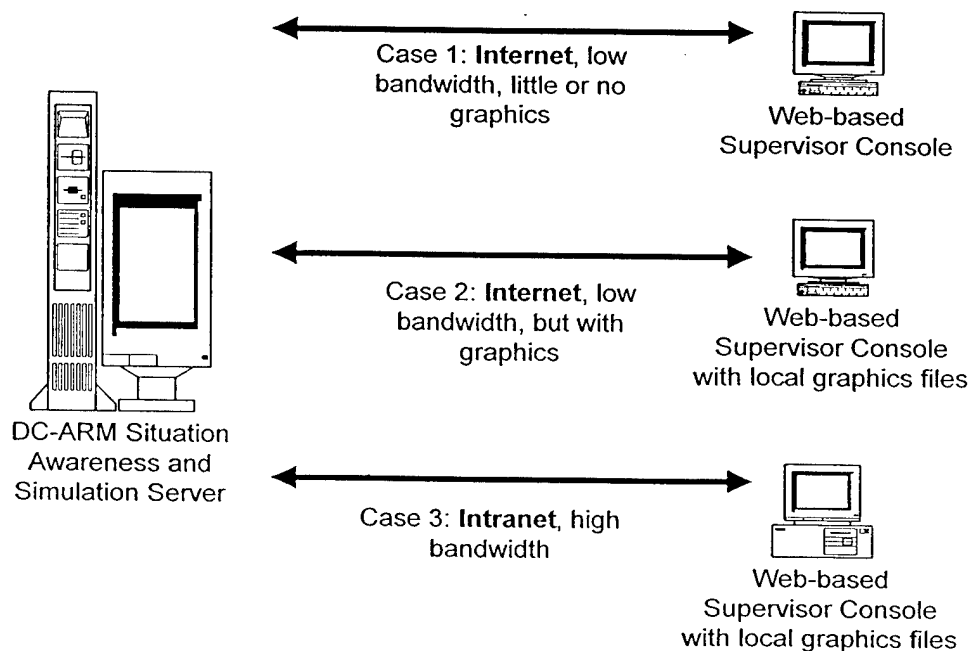 Case 1: Internet, low
bandwidth, little or no
graphics
Web-based
Supervisor Console
Case 2: Internet, low
bandwidth, but with
graphics
Web-based
Supervisor Console
with local graphics files
DC-ARM Situation
Awareness and
Simulation Server
Case 3: Intranet, high
bandwidth
Web-based
Supervisor Console
with local graphics files